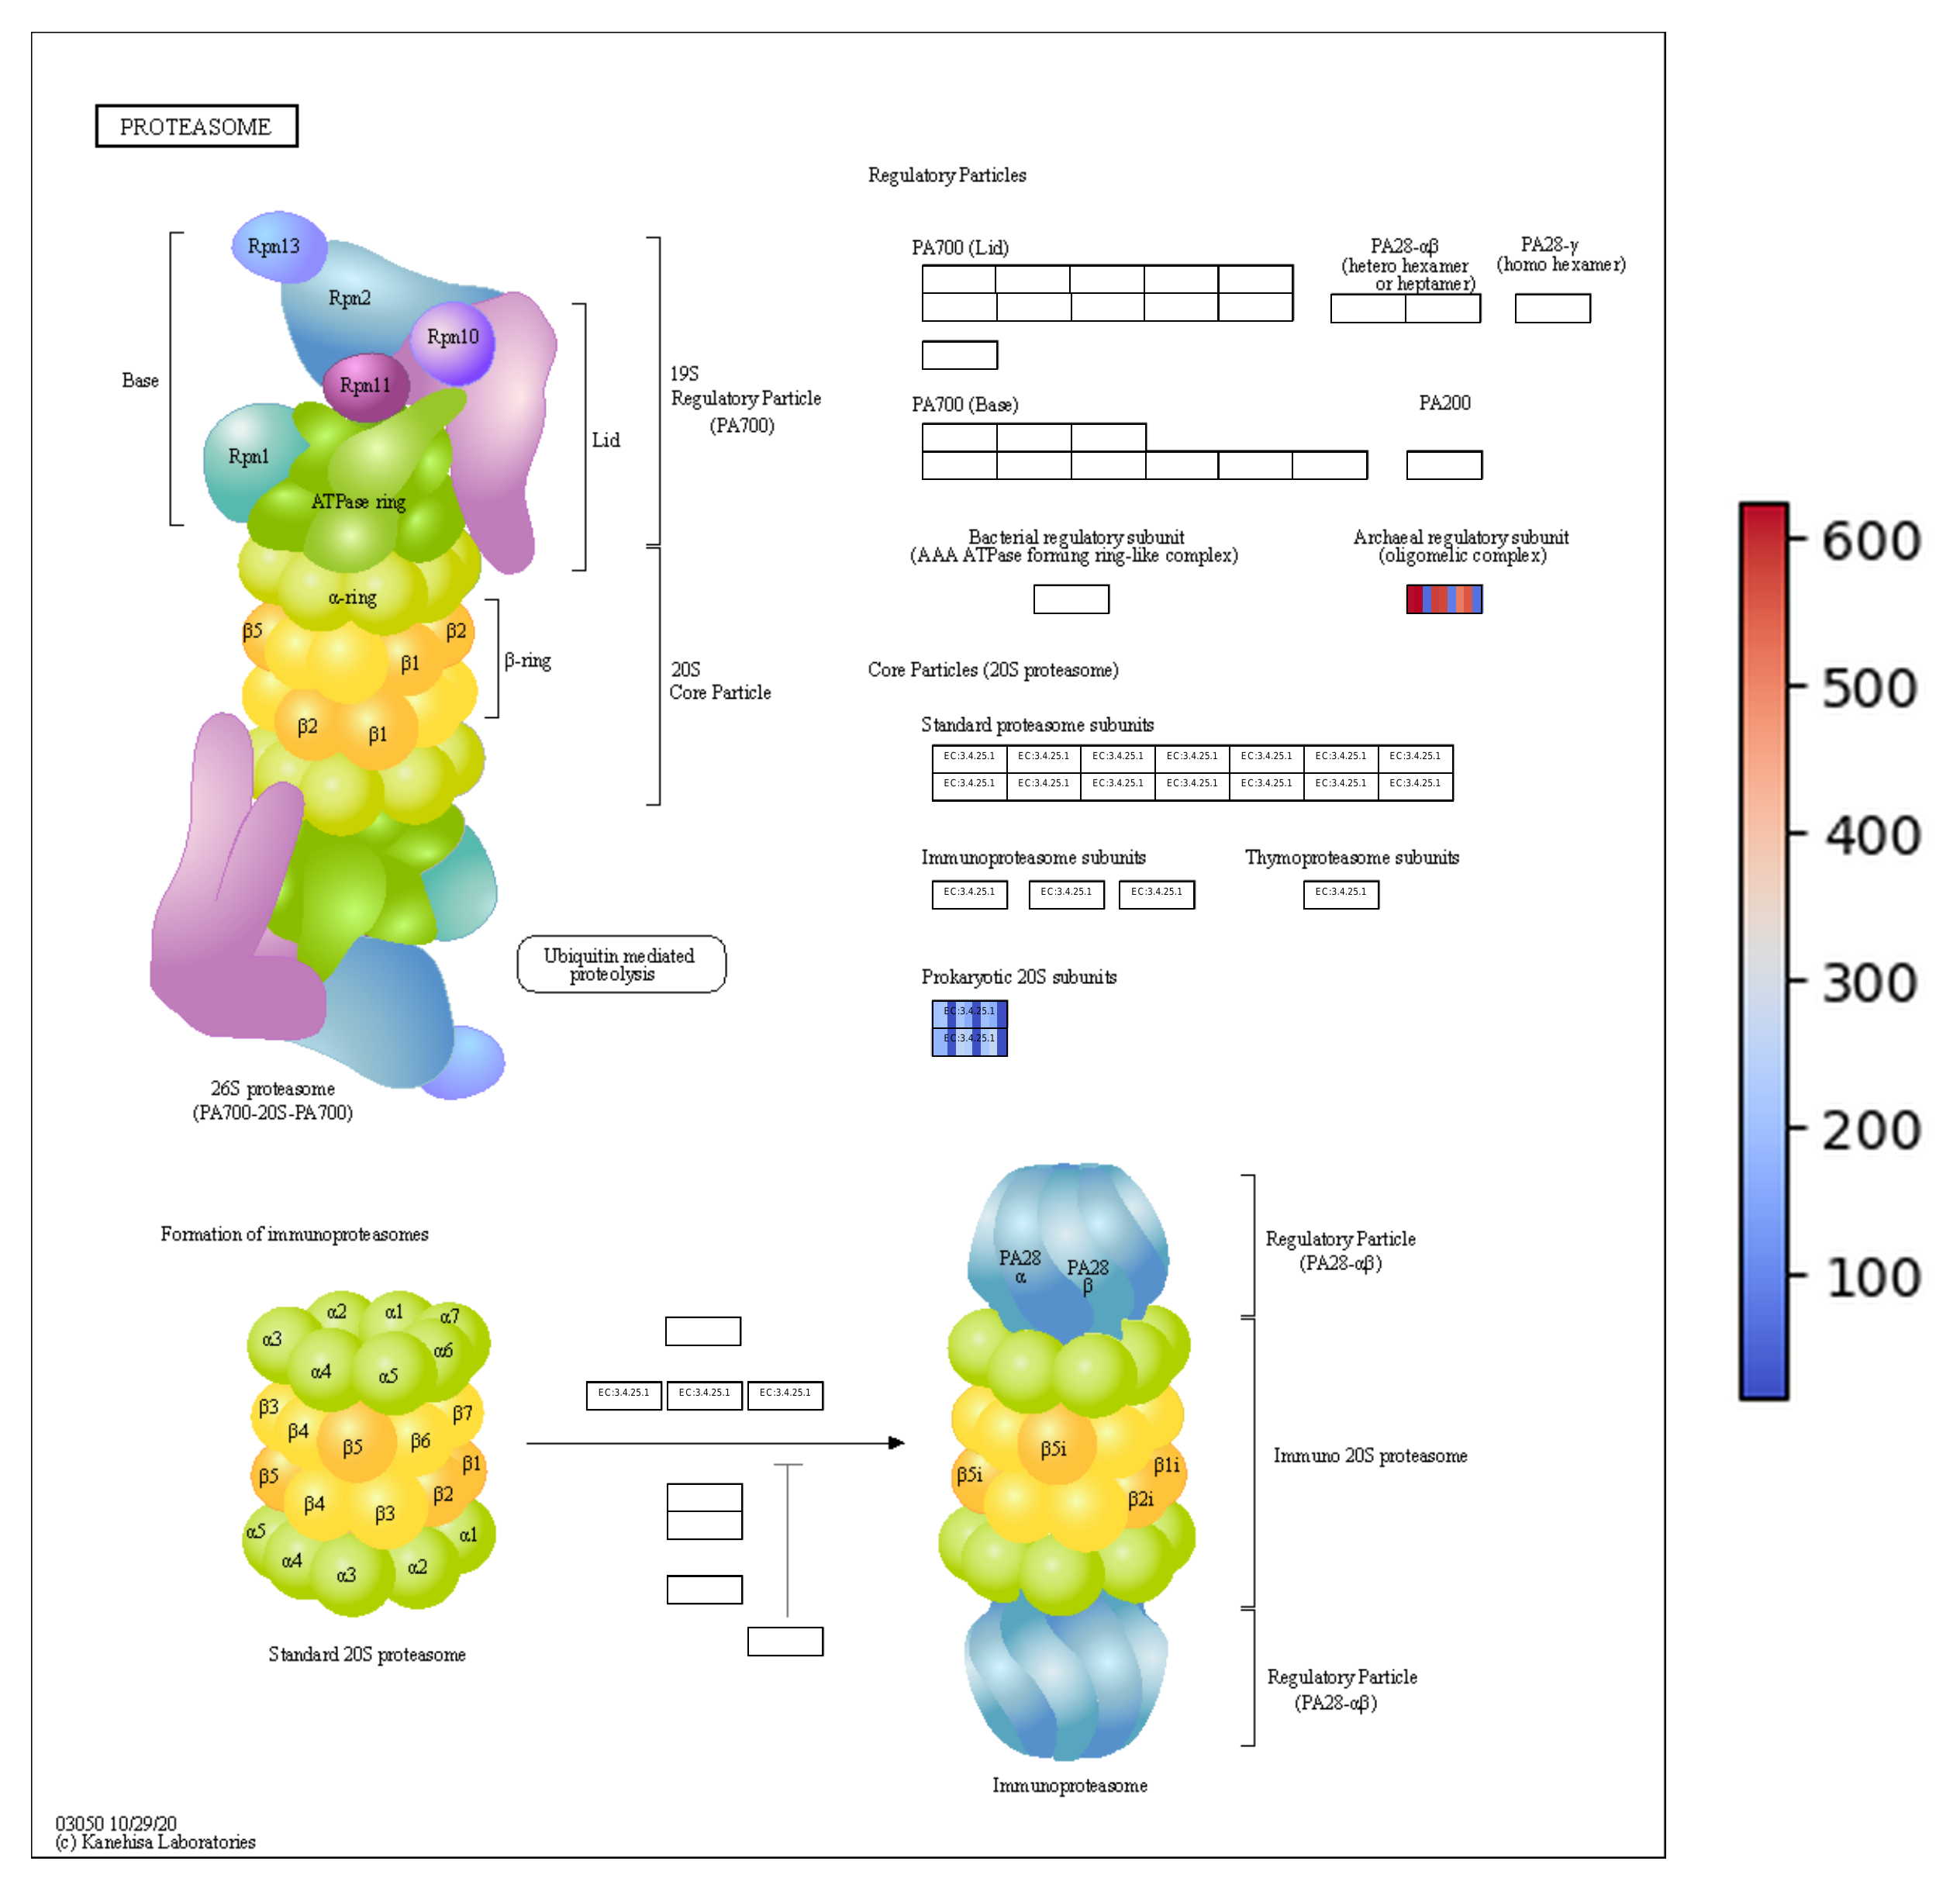 PROTEASOME
Rpn13
Rpn2
Rpn10
Rpn11
Base
Rpn1
ATPase ring
Lid
19S
Regulatory Particle
(PA700)
α-ring
β5
β2
β1
β-ring
β2
β1
20S
Core Particle
Ubiquitin mediated
proteolysis
26S proteasome
(PA700-20S-PA700)
Regulatory Particles
PA700 (Lid)
PA28-αβ
(hetero hexamer
or heptamer)
PA28-γ
(homo hexamer)
PA700 (Base)
PA200
Bacterial regulatory subunit
(AAA ATPase forming ring-like complex)
Archaeal regulatory subunit
(oligomelic complex)
Core Particles (20S proteasome)
Standard proteasome subunits
EC:3.4.25.1 EC:3.4.25.1 EC:3.4.25.1 EC:3.4.25.1 EC:3.4.25.1 EC:3.4.25.1 EC:3.4.25.1
EC:3.4.25.1 EC:3.4.25.1 EC:3.4.25.1 EC:3.4.25.1 EC:3.4.25.1 EC:3.4.25.1 EC:3.4.25.1
Immunoproteasome subunits
EC:3.4.25.1 EC:3.4.25.1 EC:3.4.25.1
Thymoproteasome subunits
EC:3.4.25.1
Prokaryotic 20S subunits
EC:3.4.25.1
EC:3.4.25.1
Formation of immunoproteasomes
α2 α1 α7
α3 α6
α4 α5
β3 β4 β5 β6 β7
β5 β4 β3 β2 β1
α5 α4 α3 α2 α1
Standard 20S proteasome
EC:3.4.25.1 EC:3.4.25.1 EC:3.4.25.1
PA28
α
PA28
β
β5i
β5i
β1i
β2i
Regulatory Particle
(PA28-αβ)
Immuno 20S proteasome
Regulatory Particle
(PA28-αβ)
Immunoproteasome
03050 10/29/20
(c) Kanehisa Laboratories
600
500
400
300
200
100